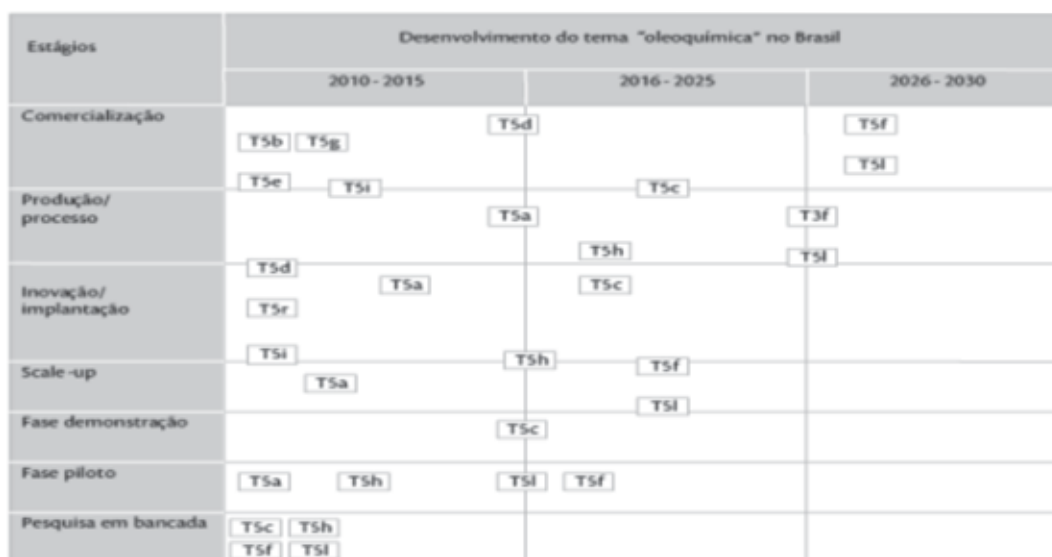 Estágios
Desenvolvimento do tema "oleoquímica" no Brasil
2010 - 2015
2016 - 2025
2026 - 2030
Comercialização
T5d
T5f
T5b T5g
T5l
T5e
T5i
T5c
Produção/
processo
T5a
T3f
T5h
T5l
T5d
Inovação/
implantação
T5a
T5c
T5r
T5i
T5h
T5f
Scale-up
T5a
T5l
Fase demonstração
T5c
Fase piloto
T5a T5h T5l T5f
Pesquisa em bancada
T5c T5h
T5f T5l